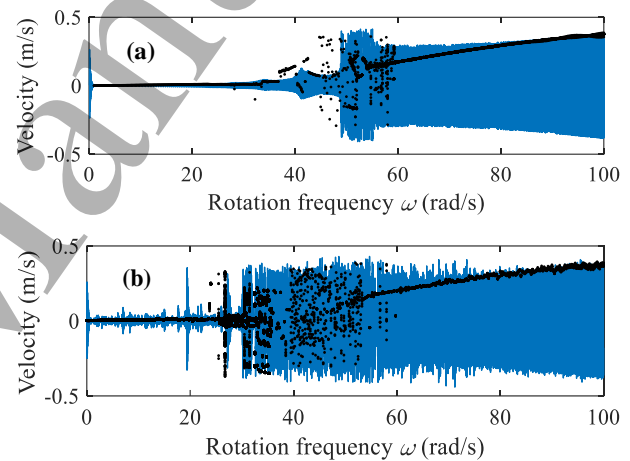 0.5
(a)
Velocity (m/s)
0
-0.5
0 20 40 60 80 100
Rotation frequency ω (rad/s)
0.5
(b)
Velocity (m/s)
0
-0.5
0 20 40 60 80 100
Rotation frequency ω (rad/s)